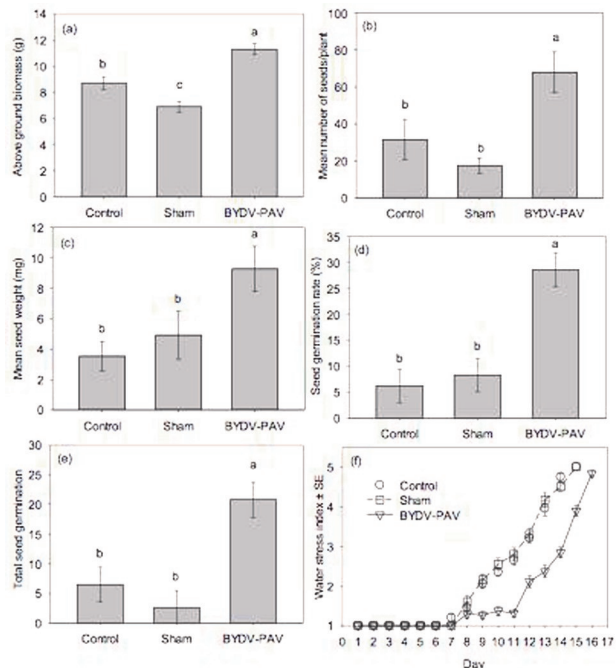 (a)
Above ground biomass (g)
14
12
10
8
6
4
2
0
b
c
a
Control Sham BYDV-PAV
(b)
Mean number of seeds/plant
100
80
60
40
20
0
b
b
a
Control Sham BYDV-PAV
(c)
Mean seed weight (mg)
12
10
8
6
4
2
0
b
b
a
Control Sham BYDV-PAV
(d)
Seed germination rate (%)
35
30
25
20
15
10
5
0
b
b
a
Control Sham BYDV-PAV
(e)
Total seed germination
30
25
20
15
10
5
0
b
b
a
Control Sham BYDV-PAV
(f)
Water stress index ± SE
5
4
3
2
1
Control
Sham
BYDV-PAV
0 1 2 3 4 5 6 7 8 9 10 11 12 13 14 15 16 17
Day